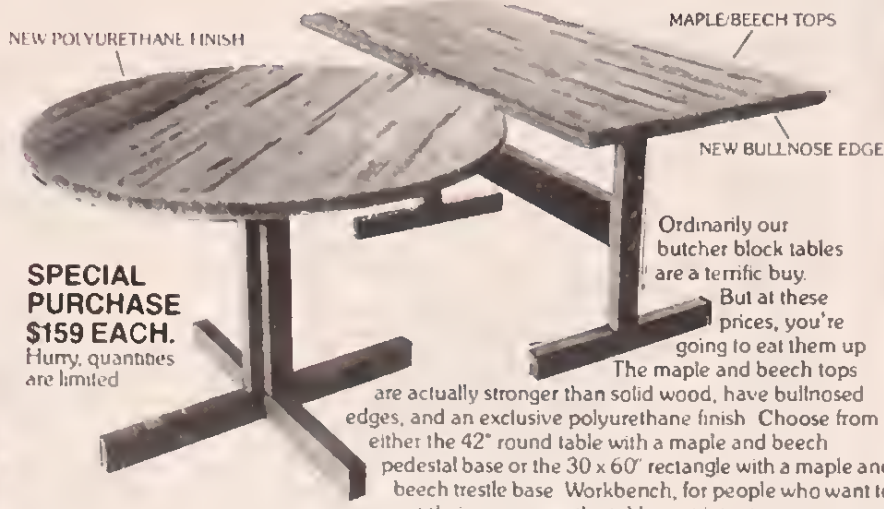 NEW POLYURETHANE FINISH
MAPLE/BEECH TOPS
NEW BULLNOSE EDGE
SPECIAL
PURCHASE
$159 EACH.
Hurry, quantities
are limited
Ordinarily our
butcher block tables
are a terrific buy.
But at these
prices, you're
going to eat them up
The maple and beech tops
are actually stronger than solid wood, have bullnosed
edges, and an exclusive polyurethane finish Choose from
either the 42" round table with a maple and beech
pedestal base or the 30 x 60" rectangle with a maple and
beech trestle base Workbench, for people who want to